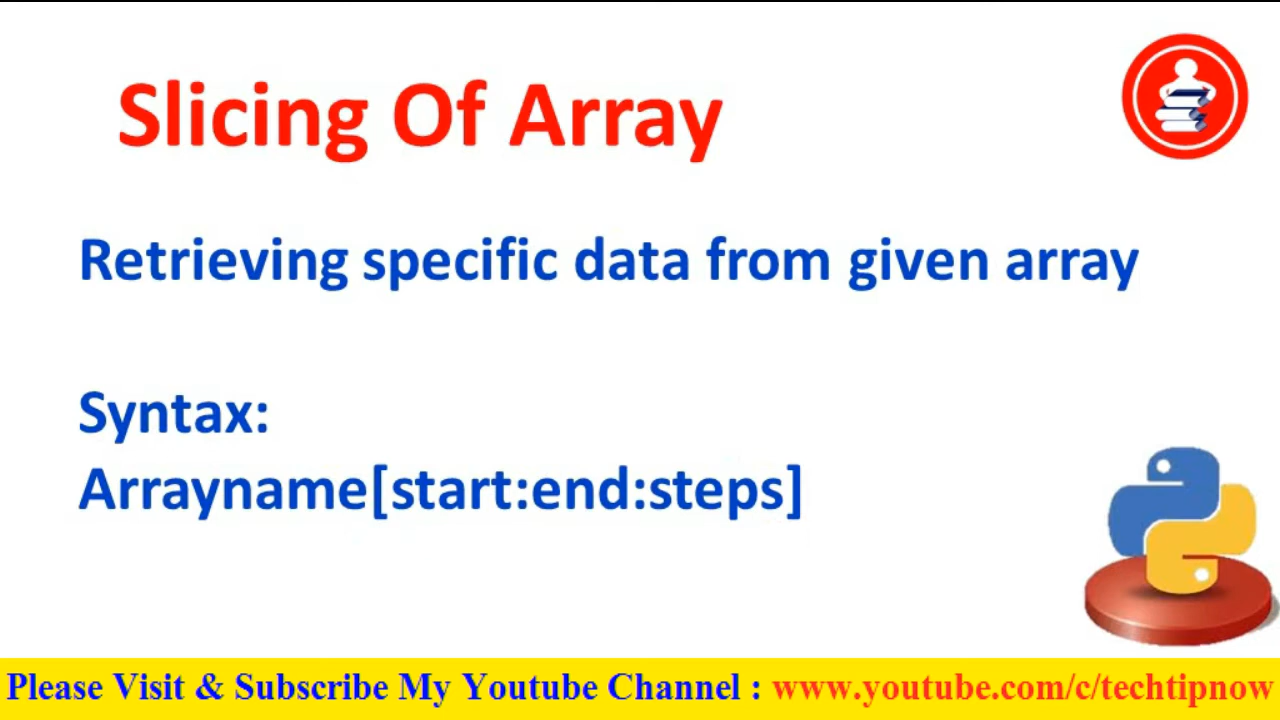 Slicing Of Array
Retrieving specific data from given array
Syntax:
Arrayname[start:end:steps]
Please Visit & Subscribe My Youtube Channel : www.youtube.com/c/techtipnow